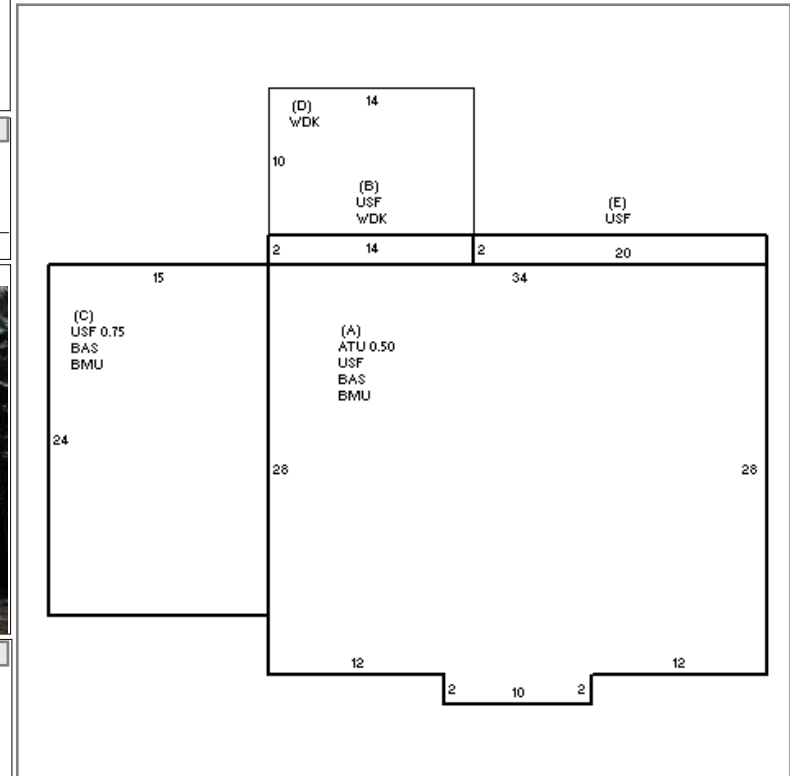 (D)
WDK
14
10
(B)
USF
WDK
(E)
USF
2
14
2
20
15
34
(C)
USF 0.75
BAS
BMU
(A)
ATU 0.50
USF
BAS
BMU
24
28
28
12
12
2
10
2